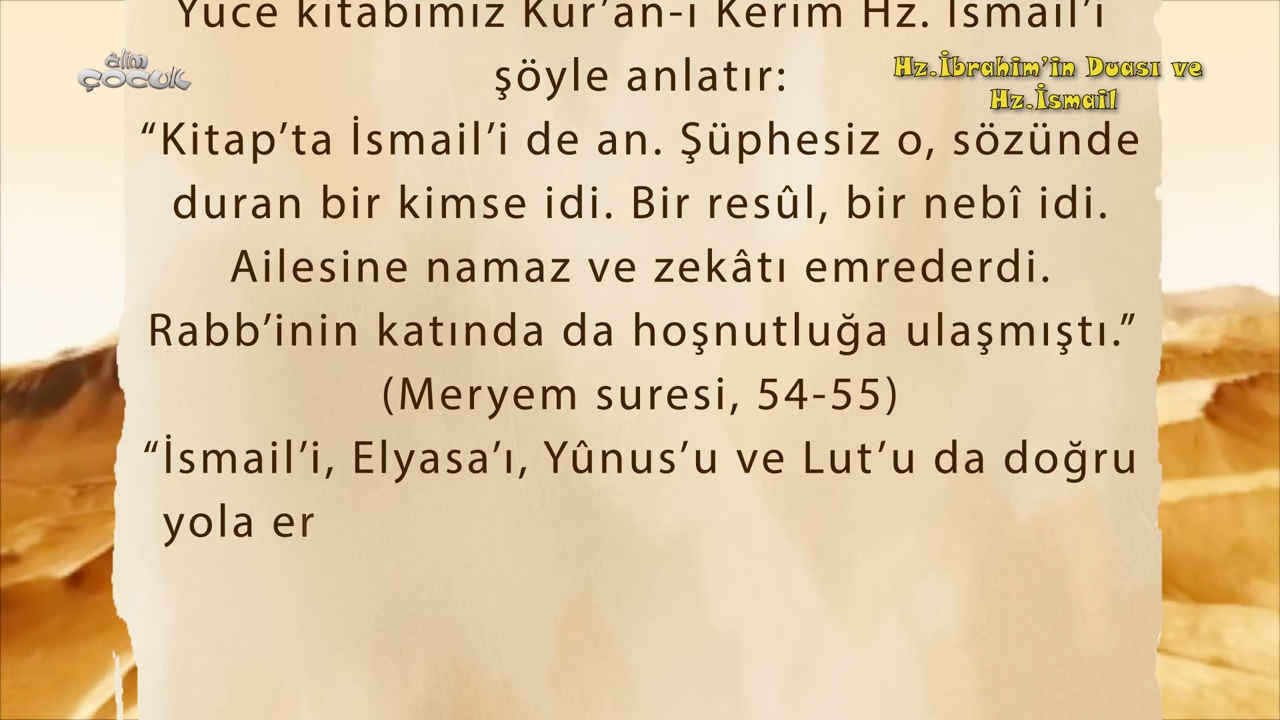 Yüce kitabımız Kur’an-ı Kerim Hz. İsmail’i
şöyle anlatır:
“Kitap’ta İsmail’i de an. Şüphesiz o, sözünde
duran bir kimse idi. Bir resûl, bir nebî idi.
Ailesine namaz ve zekâtı emrederdi.
Rabb’inin katında da hoşnutluğa ulaşmıştı.”
(Meryem suresi, 54-55)
“İsmail’i, Elyasa’ı, Yûnus’u ve Lut’u da doğru
yola er
âlim
ÇOCUK
Hz.İbrahim’in Duası ve
Hz.İsmail